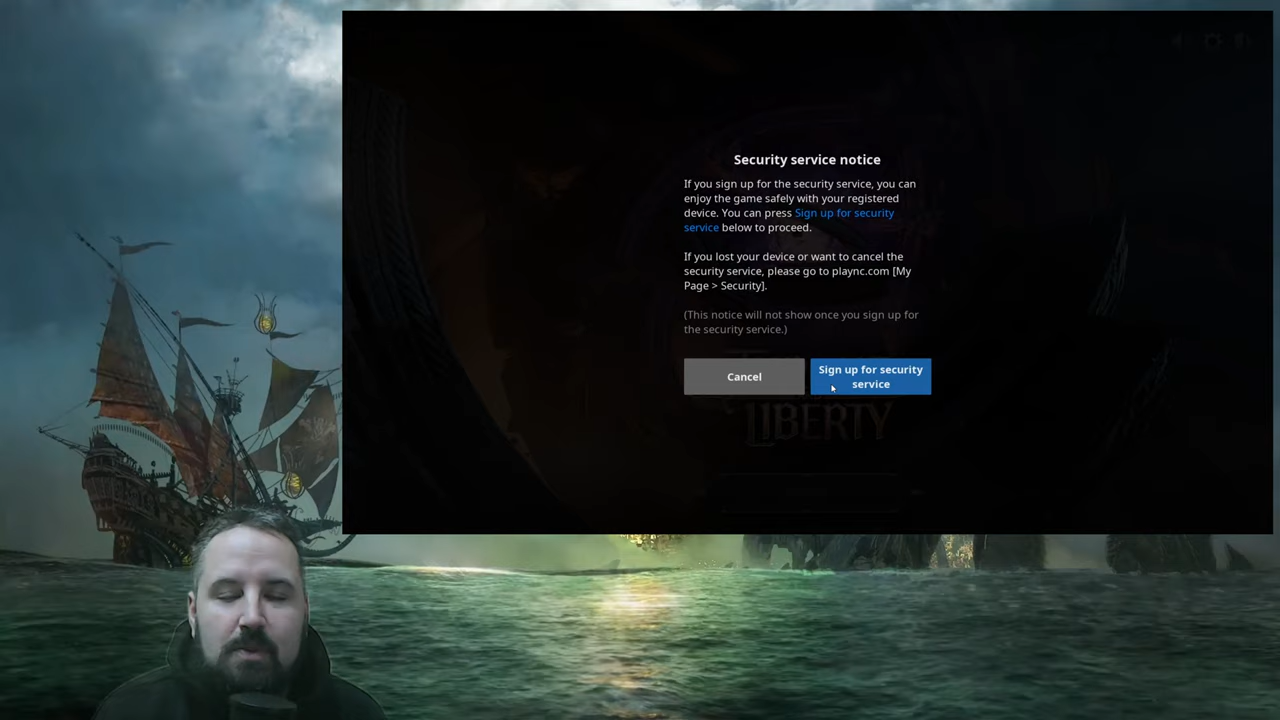 Security service notice
If you sign up for the security service, you can
enjoy the game safely with your registered
device. You can press Sign up for security
service below to proceed.
If you lost your device or want to cancel the
security service, please go to plaync.com [My
Page > Security].
(This notice will not show once you sign up for
the security service.)
Cancel
Sign up for security
service
LIBERTY